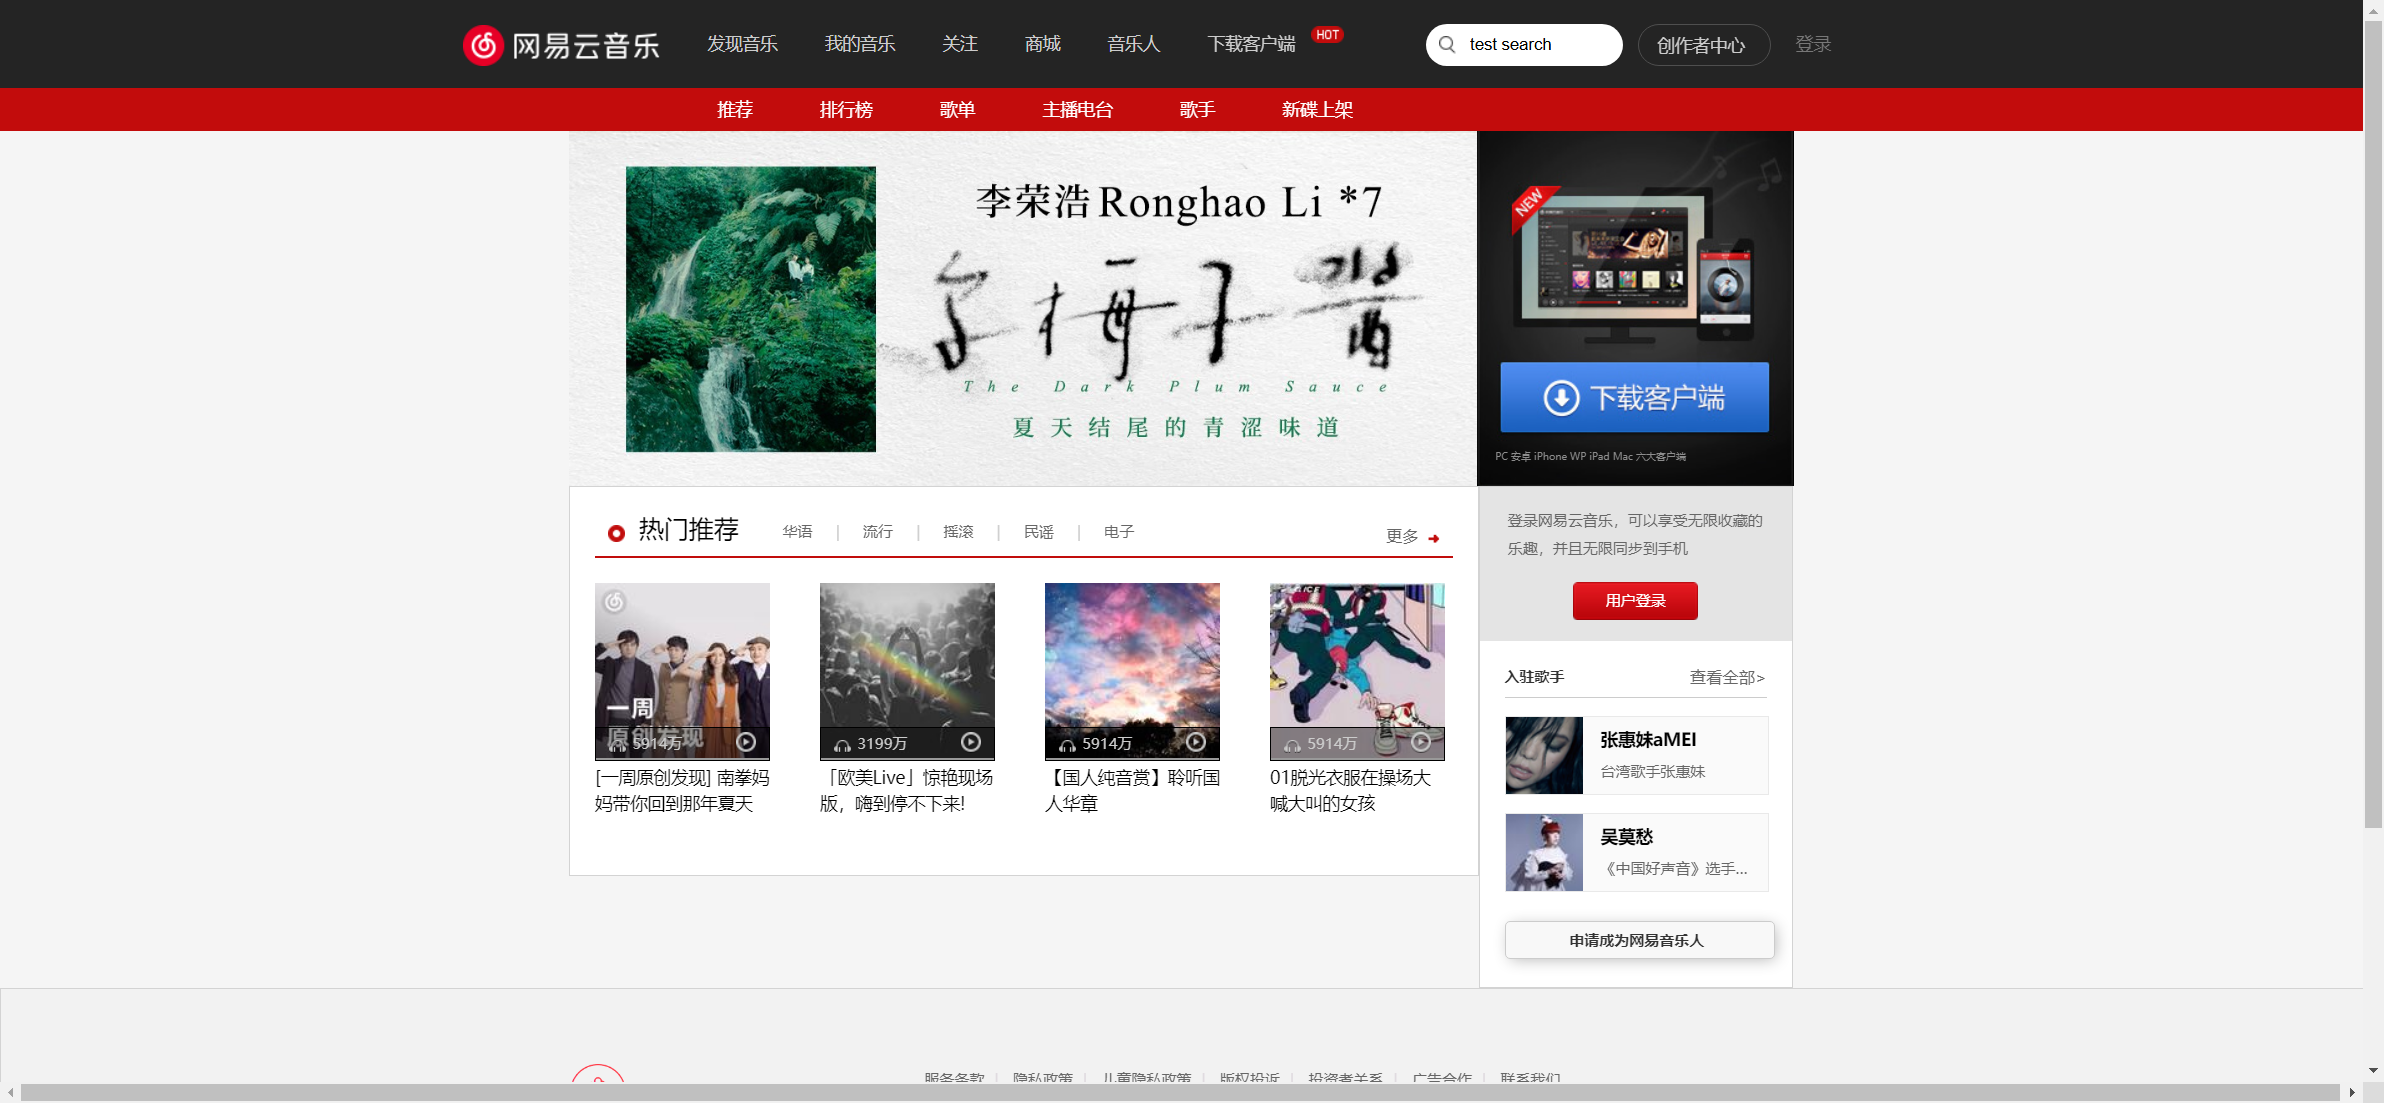 网易云音乐
发现音乐
我的音乐
关注
商城
音乐人
下载客户端
HOT
test search
创作者中心
登录
推荐
排行榜
歌单
主播电台
歌手
新碟上架
李荣浩 Ronghao Li *7
The Dark Plum Sauce
夏天结尾的青涩味道
NEW
下载客户端
PC 安卓 iPhone WP iPad Mac 六大客户端
热门推荐
华语 | 流行 | 摇滚 | 民谣 | 电子
更多
登录网易云音乐，可以享受无限收藏的
乐趣，并且无限同步到手机
用户登录
一周
原创发现
5914万
3199万
5914万
5914万
[一周原创发现] 南拳妈
妈带你回到那年夏天
「欧美Live」惊艳现场
版，嗨到停不下来!
【国人纯音赏】聆听国
人华章
01脱光衣服在操场大
喊大叫的女孩
入驻歌手
查看全部>
张惠妹aMEI
台湾歌手张惠妹
吴莫愁
《中国好声音》选手...
申请成为网易音乐人
服务条款 | 隐私政策 | 儿童隐私政策 | 版权投诉 | 投资者关系 | 广告合作 | 联系我们